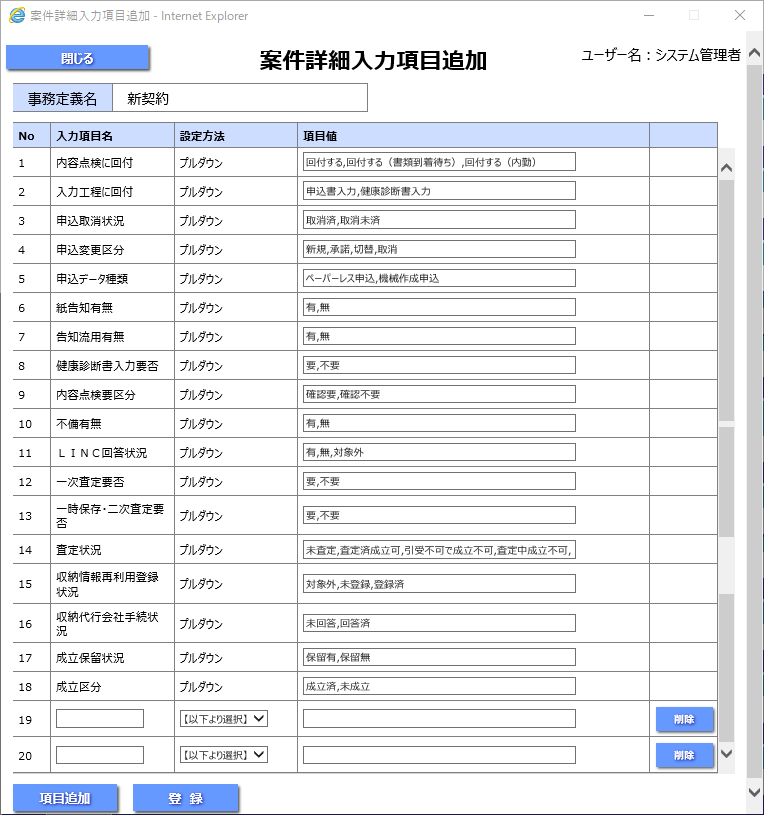 案件詳細入力項目追加 - Internet Explorer
閉じる
案件詳細入力項目追加
ユーザー名：システム管理者
事務定義名 新契約
No 入力項目名 設定方法 項目値
1 内容点検に回付 プルダウン 回付する,回付する（書類到着待ち）,回付する（内勤）
2 入力工程に回付 プルダウン 申込書入力,健康診断書入力
3 申込取消状況 プルダウン 取消済,取消未済
4 申込変更区分 プルダウン 新規,承諾,切替,取消
5 申込データ種類 プルダウン ペーパーレス申込,機械作成申込
6 紙告知有無 プルダウン 有,無
7 告知流用有無 プルダウン 有,無
8 健康診断書入力要否 プルダウン 要,不要
9 内容点検要区分 プルダウン 確認要,確認不要
10 不備有無 プルダウン 有,無
11 ＬＩＮＣ回答状況 プルダウン 有,無,対象外
12 一次査定要否 プルダウン 要,不要
13 一時保存・二次査定要
否 プルダウン 要,不要
14 査定状況 プルダウン 未査定,査定済成立可,引受不可で成立不可,査定中成立不可,
15 収納情報再利用登録
状況 プルダウン 対象外,未登録,登録済
16 収納代行会社手続状
況 プルダウン 未回答,回答済
17 成立保留状況 プルダウン 保留有,保留無
18 成立区分 プルダウン 成立済,未成立
19 【以下より選択】 削除
20 【以下より選択】 削除
項目追加 登 録